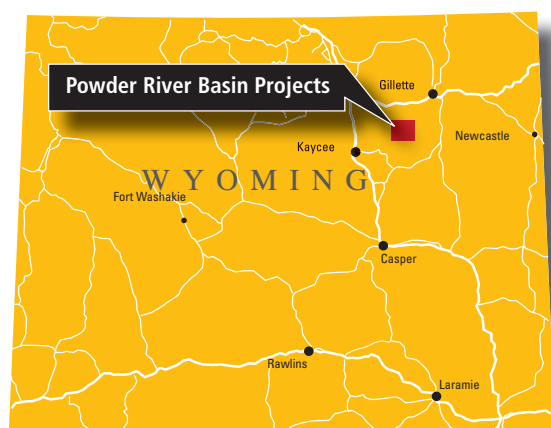 Gillette
Powder River Basin Projects
Newcastle
Kaycee
WYOMING
Fort Washakie
Casper
Rawlins
Laramie